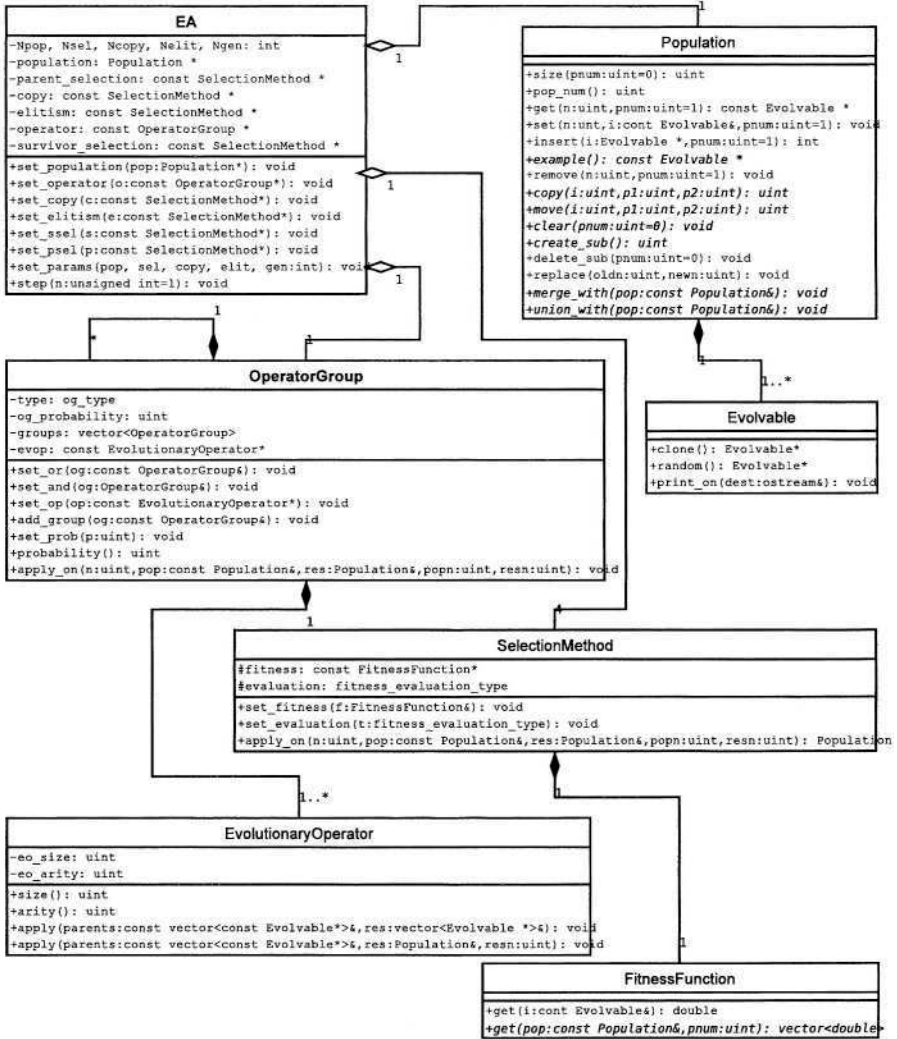 EA
-Npop, Nsel, Ncopy, Nelit, Ngen: int
-population: Population *
-parent_selection: const SelectionMethod *
-copy: const SelectionMethod *
-elitism: const SelectionMethod *
-operator: const OperatorGroup *
-survivor_selection: const SelectionMethod *
+set_population(pop:Population*): void
+set_operator(o:const OperatorGroup*): void
+set_copy(c:const SelectionMethod*): void
+set_elitism(e:const SelectionMethod*): void
+set_ssel(s:const SelectionMethod*): void
+set_psel(p:const SelectionMethod*): void
+set_params(pop, sel, copy, elit, gen:int): void
+step(n:unsigned int=1): void
1
1
1
1
Population
+size(pnum:uint=0): uint
+pop_num(): uint
+get(n:uint,pnum:uint=1): const Evolvable *
+set(n:unt,i:cont Evolvable&,pnum:uint=1): void
+insert(i:Evolvable *,pnum:uint=1): int
+example(): const Evolvable *
+remove(n:uint,pnum:uint=1): void
+copy(i:uint,p1:uint,p2:uint): uint
+move(i:uint,p1:uint,p2:uint): uint
+clear(pnum:uint=0): void
+create_sub(): uint
+delete_sub(pnum:uint=0): void
+replace(oldn:uint,newn:uint): void
+merge_with(pop:const Population&): void
+union_with(pop:const Population&): void
1
*
1
1
1..*
OperatorGroup
-type: og_type
-og_probability: uint
-groups: vector<OperatorGroup>
-evop: const EvolutionaryOperator*
+set_or(og:const OperatorGroup&): void
+set_and(og:OperatorGroup&): void
+set_op(op:const EvolutionaryOperator*): void
+add_group(og:const OperatorGroup&): void
+set_prob(p:uint): void
+probability(): uint
+apply_on(n:uint,pop:const Population&,res:Population&,popn:uint,resn:uint): void
Evolvable
+clone(): Evolvable*
+random(): Evolvable*
+print_on(dest:ostream&): void
1
4
SelectionMethod
#fitness: const FitnessFunction*
#evaluation: fitness_evaluation_type
+set_fitness(f:FitnessFunction&): void
+set_evaluation(t:fitness_evaluation_type): void
+apply_on(n:uint,pop:const Population&,res:Population&,popn:uint,resn:uint): Population
1..*
1
EvolutionaryOperator
-eo_size: uint
-eo_arity: uint
+size(): uint
+arity(): uint
+apply(parents:const vector<const Evolvable*>&,res:vector<Evolvable *>&): void
+apply(parents:const vector<const Evolvable*>&,res:Population&,resn:uint): void
1
FitnessFunction
+get(i:cont Evolvable&): double
+get(pop:const Population&,pnum:uint): vector<double>